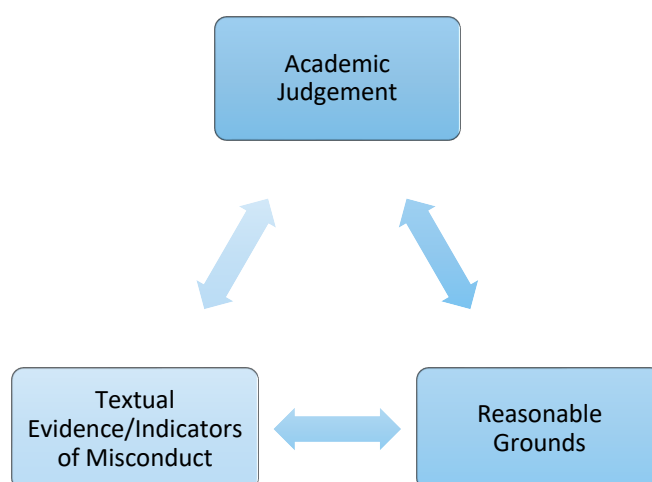 Academic
Judgement
Textual
Evidence/Indicators
of Misconduct
Reasonable
Grounds